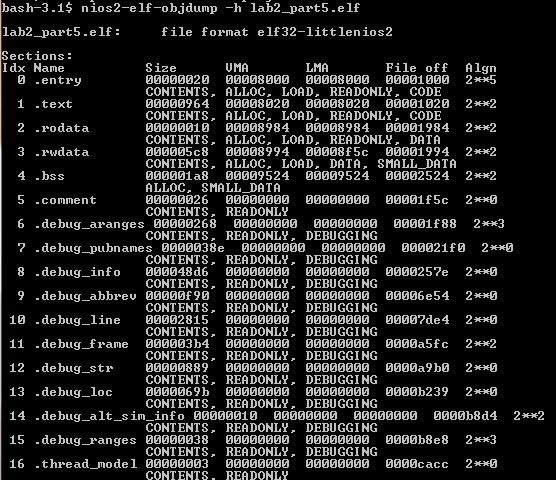 bash-3.1$ nios2-elf-objdump -h lab2_part5.elf
lab2_part5.elf:     file format elf32-littlenios2
Sections:
Idx Name          Size      VMA       LMA       File off  Algn
  0 .entry        00000020  00008000  00008000  00001000  2**5
                  CONTENTS, ALLOC, LOAD, READONLY, CODE
  1 .text         00000964  00008020  00008020  00001020  2**2
                  CONTENTS, ALLOC, LOAD, READONLY, CODE
  2 .rodata       00000010  00008984  00008984  00001984  2**2
                  CONTENTS, ALLOC, LOAD, READONLY, DATA
  3 .rwdata       000005c8  00008994  00008f5c  00001994  2**2
                  CONTENTS, ALLOC, LOAD, DATA, SMALL_DATA
  4 .bss          000001a8  00009524  00009524  00002524  2**2
                  ALLOC, SMALL_DATA
  5 .comment      00000026  00000000  00000000  00001f5c  2**0
                  CONTENTS, READONLY
  6 .debug_aranges 00000268  00000000  00000000  00001f88  2**3
                  CONTENTS, READONLY, DEBUGGING
  7 .debug_pubnames 0000038e  00000000  00000000  000021f0  2**0
                  CONTENTS, READONLY, DEBUGGING
  8 .debug_info   000048d6  00000000  00000000  0000257e  2**0
                  CONTENTS, READONLY, DEBUGGING
  9 .debug_abbrev 00000f90  00000000  00000000  00006e54  2**0
                  CONTENTS, READONLY, DEBUGGING
 10 .debug_line   00002815  00000000  00000000  00007de4  2**0
                  CONTENTS, READONLY, DEBUGGING
 11 .debug_frame  000003b4  00000000  00000000  0000a5fc  2**2
                  CONTENTS, READONLY, DEBUGGING
 12 .debug_str    00000889  00000000  00000000  0000a9b0  2**0
                  CONTENTS, READONLY, DEBUGGING
 13 .debug_loc    0000069b  00000000  00000000  0000b239  2**0
                  CONTENTS, READONLY, DEBUGGING
 14 .debug_alt_sim_info 00000010  00000000  00000000  0000b8d4  2**2
                  CONTENTS, READONLY, DEBUGGING
 15 .debug_ranges 00000038  00000000  00000000  0000b8e8  2**3
                  CONTENTS, READONLY, DEBUGGING
 16 .thread_model 00000003  00000000  00000000  0000cacc  2**0
                  CONTENTS, READONLY